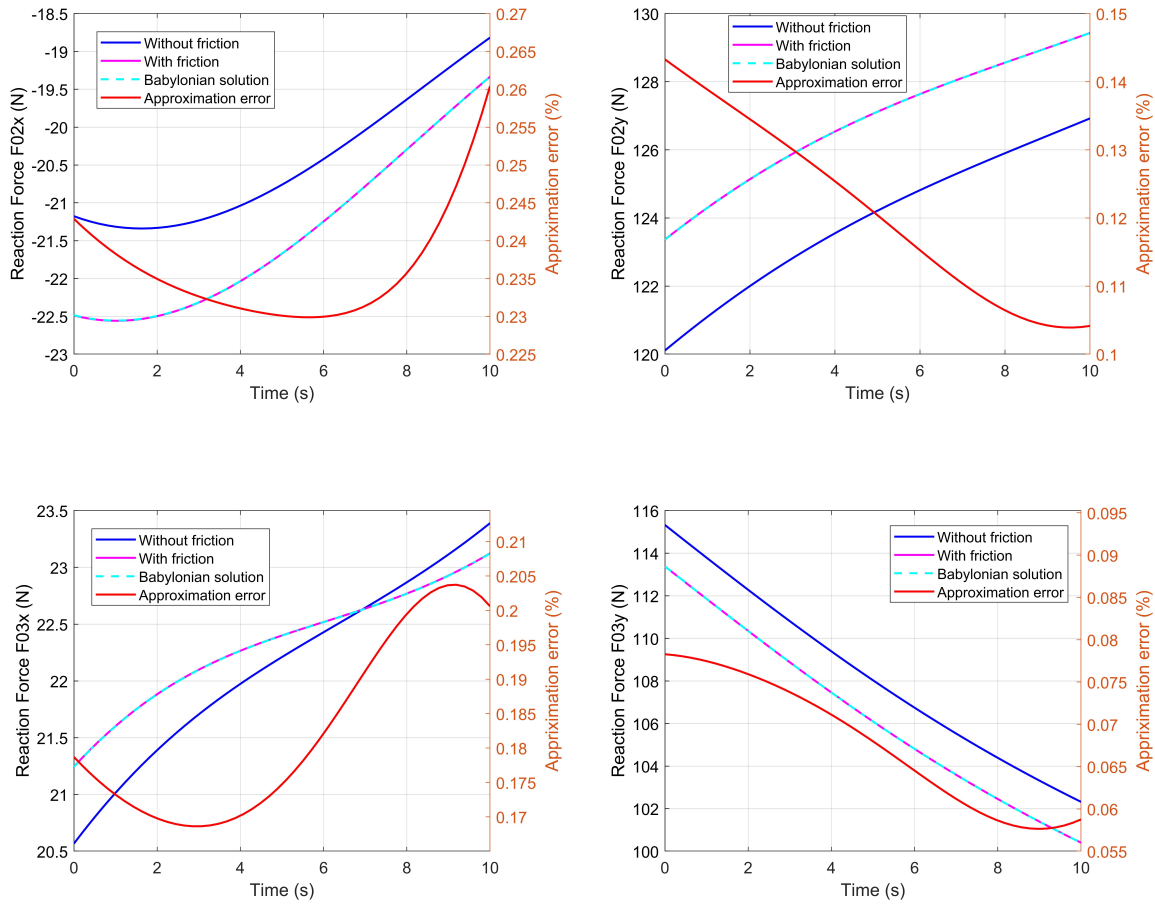 -18.5
-19
-19.5
-20
-20.5
-21
-21.5
-22
-22.5
-23
Reaction Force F02x (N)
Without friction
With friction
Babylonian solution
Approximation error
0.27
0.265
0.26
0.255
0.25
0.245
0.24
0.235
0.23
0.225
Appriximation error (%)
0 2 4 6 8 10
Time (s)
130
128
126
124
122
120
Reaction Force F02y (N)
Without friction
With friction
Babylonian solution
Approximation error
0.15
0.14
0.13
0.12
0.11
0.1
Appriximation error (%)
0 2 4 6 8 10
Time (s)
23.5
23
22.5
22
21.5
21
20.5
Reaction Force F03x (N)
Without friction
With friction
Babylonian solution
Approximation error
0.21
0.205
0.2
0.195
0.19
0.185
0.18
0.175
0.17
Appriximation error (%)
0 2 4 6 8 10
Time (s)
116
114
112
110
108
106
104
102
100
Reaction Force F03y (N)
Without friction
With friction
Babylonian solution
Approximation error
0.095
0.09
0.085
0.08
0.075
0.07
0.065
0.06
0.055
Appriximation error (%)
0 2 4 6 8 10
Time (s)